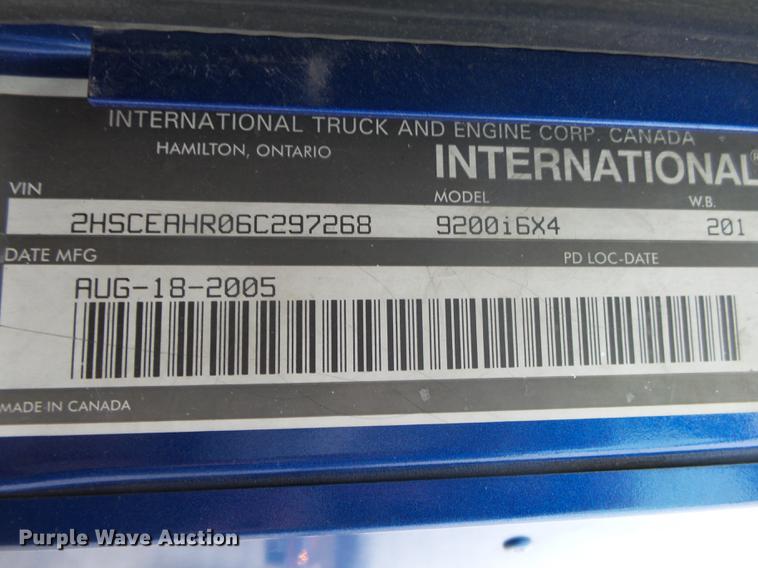 INTERNATIONAL TRUCK AND ENGINE CORP. CANADA
HAMILTON, ONTARIO
INTERNATIONAL®
VIN MODEL W.B.
2HSCEAHR06C297268 9200i6X4 201
DATE MFG PD LOC-DATE
AUG-18-2005
MADE IN CANADA
Purple Wave Auction